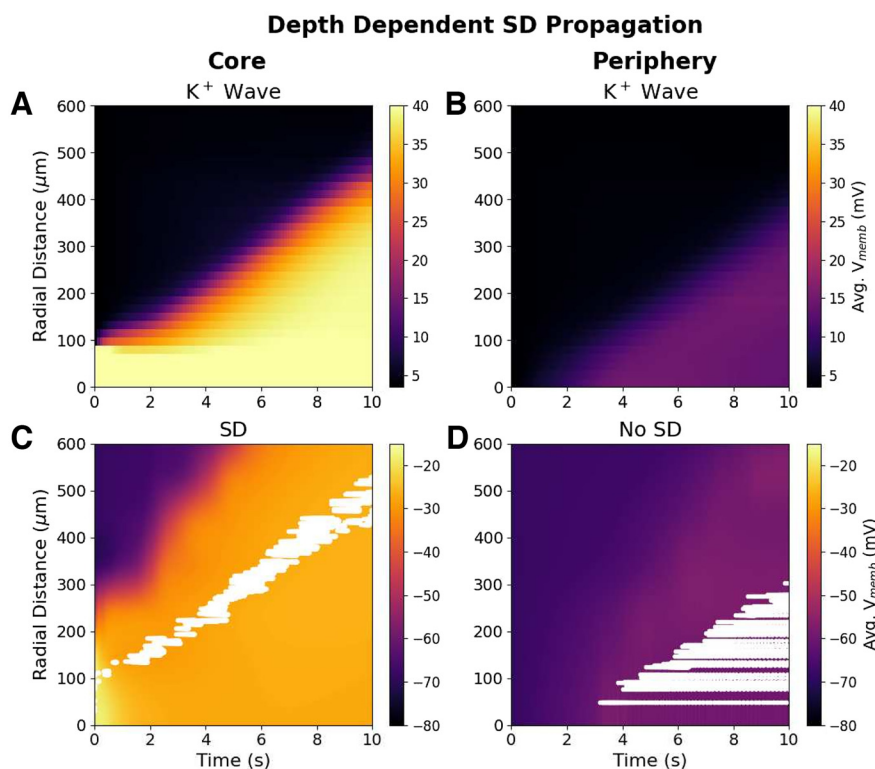 Depth Dependent SD Propagation
Core
Periphery
A
K+ Wave
B
K+ Wave
600
500
400
300
200
100
0
Radial Distance (μm)
0 2 4 6 8 10
40
35
30
25
20
15
10
5
600
500
400
300
200
100
0
0 2 4 6 8 10
40
35
30
25
20
15
10
5
Avg. Vmemb (mV)
C
SD
D
No SD
600
500
400
300
200
100
0
Radial Distance (μm)
0 2 4 6 8 10
Time (s)
−20
−30
−40
−50
−60
−70
−80
600
500
400
300
200
100
0
0 2 4 6 8 10
Time (s)
−20
−30
−40
−50
−60
−70
−80
Avg. Vmemb (mV)